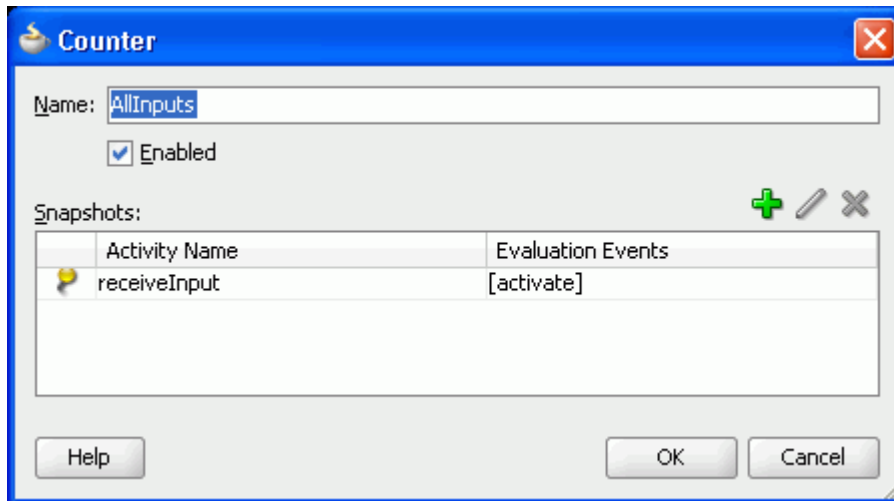 Counter
Name: AllInputs
Enabled
Snapshots:
Activity Name Evaluation Events
receiveInput [activate]
Help OK Cancel